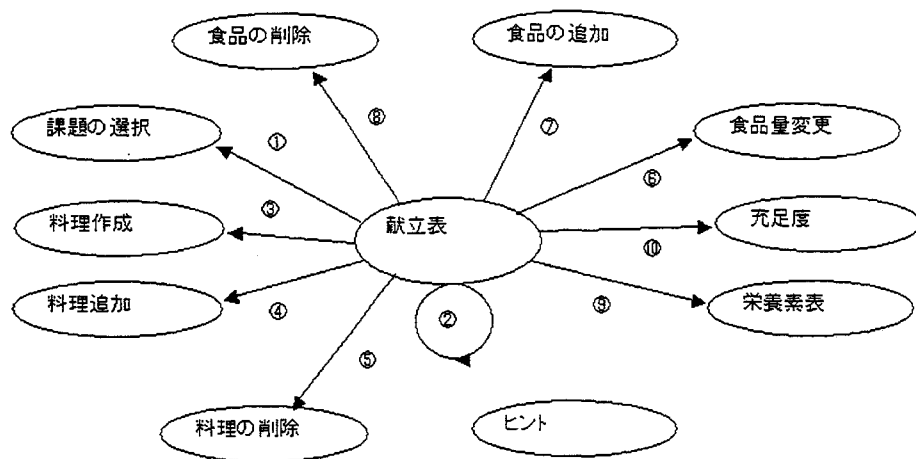 食品の削除
食品の追加
⑧
⑦
課題の選択
①
食品量変更
⑥
料理作成
③
献立表
充足度
⑩
料理追加
④
②
⑨
栄養素表
⑤
料理の削除
ヒント